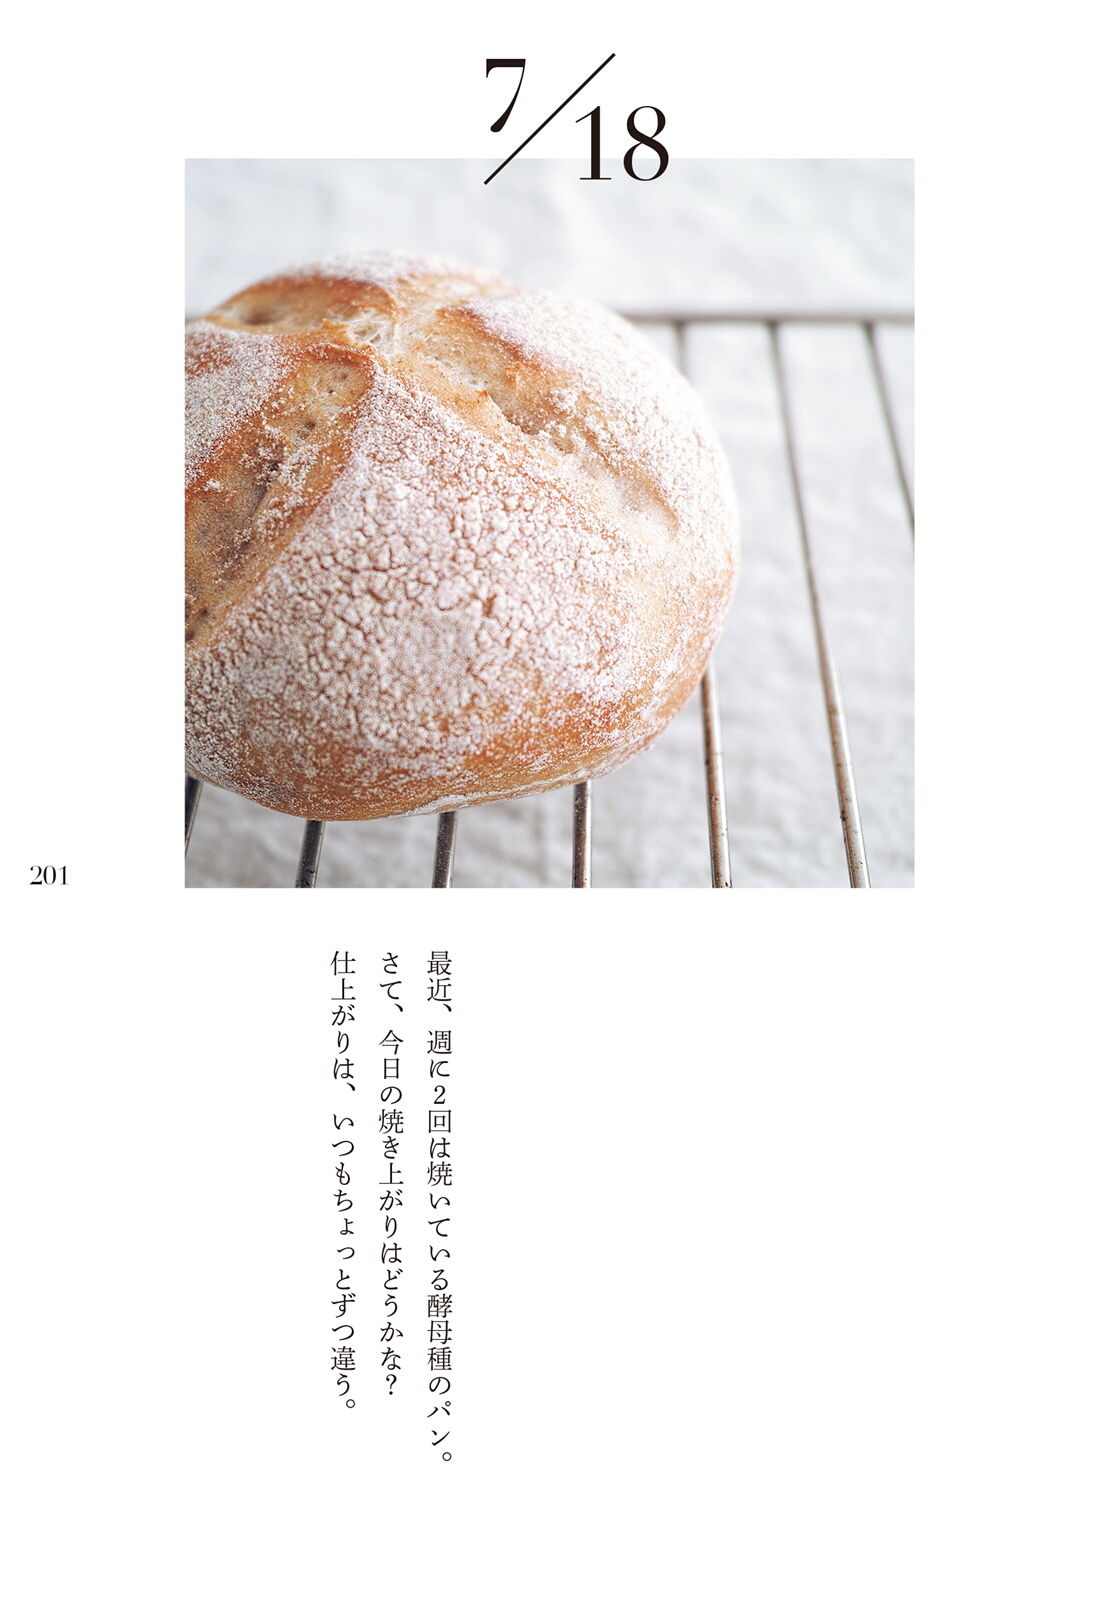 7/18
201
最近、週に2回は焼いている酵母種のパン。
さて、今日の焼き上がりはどうかな？
仕上がりは、いつもちょっとずつ違う。